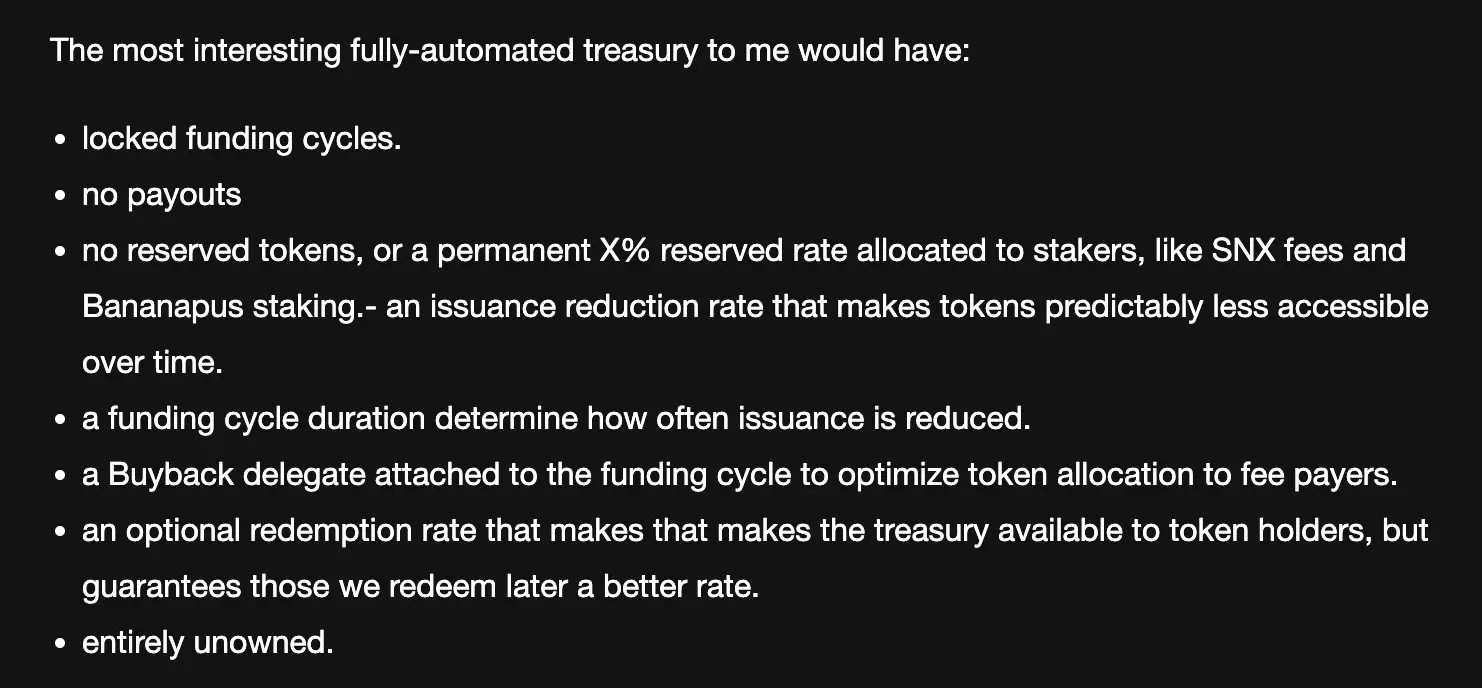 The most interesting fully-automated treasury to me would have:
• locked funding cycles.
• no payouts
• no reserved tokens, or a permanent X% reserved rate allocated to stakers, like SNX fees and
Bananapus staking.- an issuance reduction rate that makes tokens predictably less accessible
over time.
• a funding cycle duration determine how often issuance is reduced.
• a Buyback delegate attached to the funding cycle to optimize token allocation to fee payers.
• an optional redemption rate that makes that makes the treasury available to token holders, but
guarantees those we redeem later a better rate.
• entirely unowned.